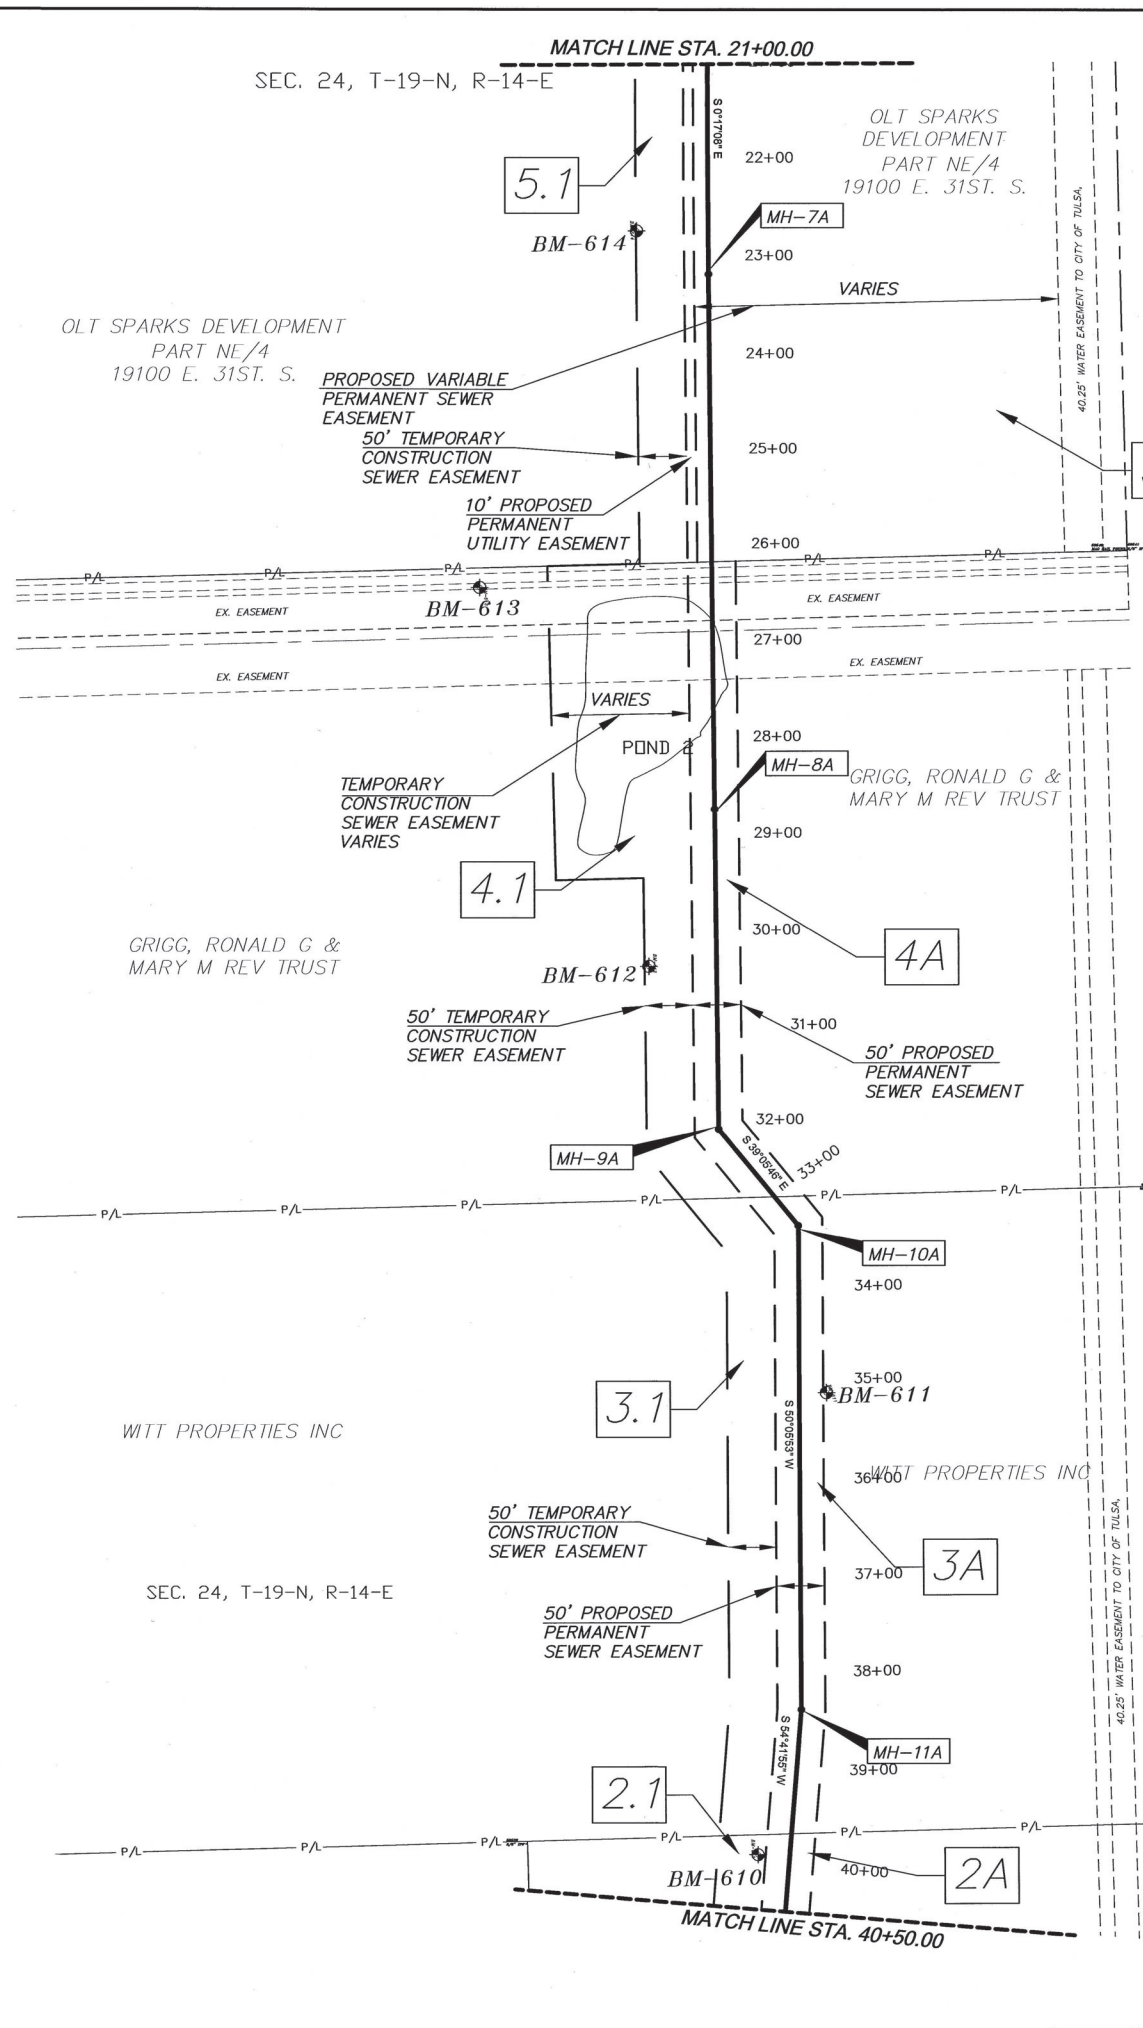 MATCH LINE STA. 21+00.00
SEC. 24, T-19-N, R-14-E
S 0°17'08" E
OLT SPARKS
DEVELOPMENT
PART NE/4
19100 E. 31ST. S.
22+00
5.1
MH-7A
BM-614
23+00
40.25' WATER EASEMENT TO CITY OF TULSA,
VARIES
OLT SPARKS DEVELOPMENT
PART NE/4
19100 E. 31ST. S.
24+00
PROPOSED VARIABLE
PERMANENT SEWER
EASEMENT
50' TEMPORARY
CONSTRUCTION
SEWER EASEMENT
25+00
10' PROPOSED
PERMANENT
UTILITY EASEMENT
26+00
P/L
P/L
P/L
P/L
P/L
P/L
BM-613
EX. EASEMENT
EX. EASEMENT
27+00
EX. EASEMENT
EX. EASEMENT
VARIES
28+00
POND 2
MH-8A
GRIGG, RONALD G &
MARY M REV TRUST
TEMPORARY
CONSTRUCTION
SEWER EASEMENT
VARIES
29+00
4.1
30+00
GRIGG, RONALD G &
MARY M REV TRUST
4A
BM-612
50' TEMPORARY
CONSTRUCTION
SEWER EASEMENT
31+00
50' PROPOSED
PERMANENT
SEWER EASEMENT
32+00
MH-9A
S 39°05'46" E
33+00
P/L
P/L
P/L
P/L
P/L
P/L
MH-10A
34+00
35+00
3.1
BM-611
S 50°05'53" W
WITT PROPERTIES INC
36+00
WITT PROPERTIES INC
50' TEMPORARY
CONSTRUCTION
SEWER EASEMENT
3A
37+00
SEC. 24, T-19-N, R-14-E
50' PROPOSED
PERMANENT
SEWER EASEMENT
40.25' WATER EASEMENT TO CITY OF TULSA,
38+00
S 54°41'55" W
MH-11A
39+00
2.1
P/L
P/L
P/L
P/L
P/L
P/L
BM-610
40+00
2A
MATCH LINE STA. 40+50.00